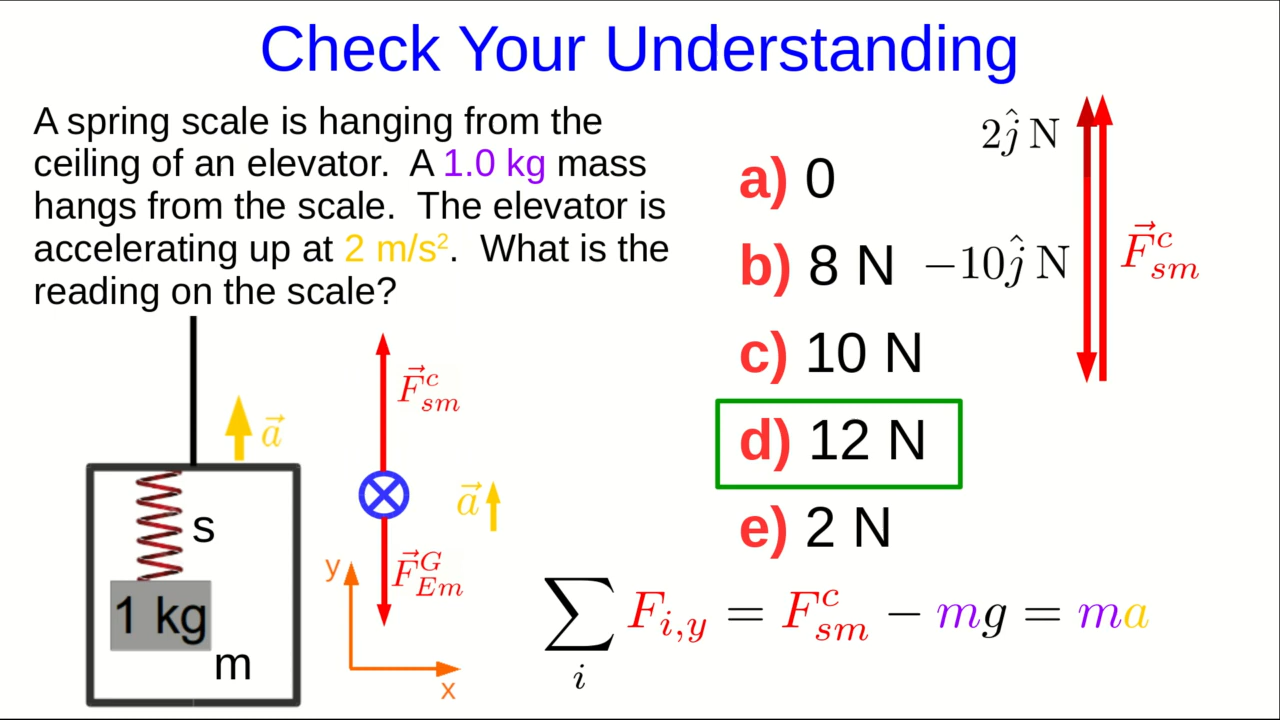 Check Your Understanding
A spring scale is hanging from the
ceiling of an elevator.  A 1.0 kg mass
hangs from the scale.  The elevator is
accelerating up at 2 m/s².  What is the
reading on the scale?
a) 0
b) 8 N
c) 10 N
d) 12 N
e) 2 N
2ĵ N
−10ĵ N
F⃗ᶜₛₘ
a⃗
s
1 kg
m
F⃗ᶜₛₘ
a⃗
F⃗ᴳ_Em
y
x
∑ᵢ F_{i,y} = Fᶜₛₘ − mg = ma